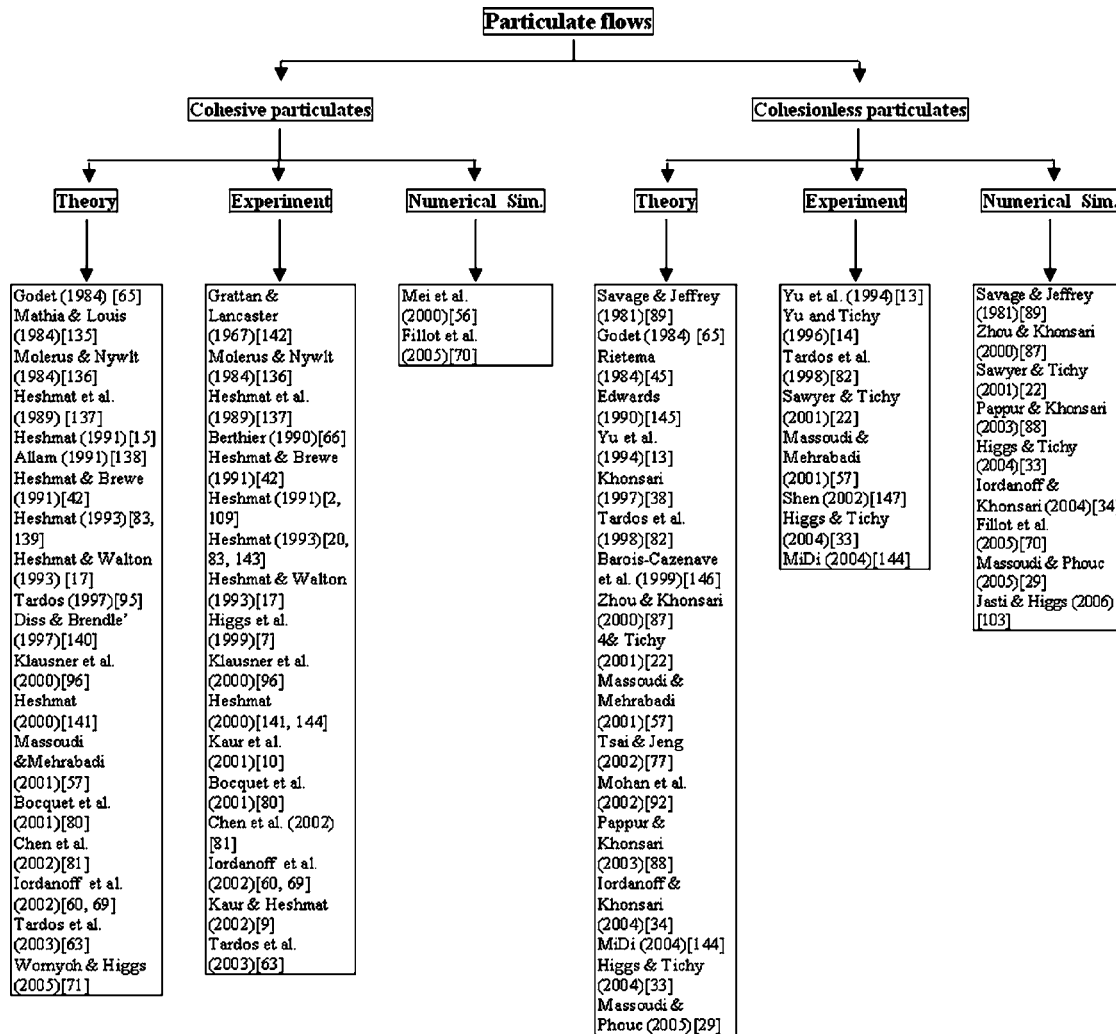 Particulate flows
Cohesive particulates
Cohesionless particulates
Theory
Experiment
Numerical Sim.
Theory
Experiment
Numerical Sim.
Godet (1984) [65]
Mathia & Louis
(1984)[135]
Molerus & Nywlt
(1984)[136]
Heshmat et al.
(1989) [137]
Heshmat (1991)[15]
Allam (1991)[138]
Heshmat & Brewe
(1991)[42]
Heshmat (1993)[83,
139]
Heshmat & Walton
(1993) [17]
Tardos (1997)[95]
Diss & Brendle'
(1997)[140]
Klausner et al.
(2000)[96]
Heshmat
(2000)[141]
Massoudi
&Mehrabadi
(2001)[57]
Bocquet et al.
(2001)[80]
Chen et al.
(2002)[81]
Iordanoff et al.
(2002)[60, 69]
Tardos et al.
(2003)[63]
Wornyoh & Higgs
(2005)[71]
Grattan &
Lancaster
(1967)[142]
Molerus & Nywlt
(1984)[136]
Heshmat et al.
(1989)[137]
Berthier (1990)[66]
Heshmat & Brewe
(1991)[42]
Heshmat (1991)[2,
109]
Heshmat (1993)[20,
83, 143]
Heshmat & Walton
(1993)[17]
Higgs et al.
(1999)[7]
Klausner et al.
(2000)[96]
Heshmat
(2000)[141, 144]
Kaur et al.
(2001)[10]
Bocquet et al.
(2001)[80]
Chen et al. (2002)
[81]
Iordanoff et al.
(2002)[60, 69]
Kaur & Heshmat
(2002)[9]
Tardos et al.
(2003)[63]
Mei et al.
(2000)[56]
Fillot et al.
(2005)[70]
Savage & Jeffrey
(1981)[89]
Godet (1984) [65]
Rietema
(1984)[45]
Edwards
(1990)[145]
Yu et al.
(1994)[13]
Khonsari
(1997)[38]
Tardos et al.
(1998)[82]
Barois-Cazenave
et al. (1999)[146]
Zhou & Khonsari
(2000)[87]
4& Tichy
(2001)[22]
Massoudi &
Mehrabadi
(2001)[57]
Tsai & Jeng
(2002)[77]
Mohan et al.
(2002)[92]
Pappur &
Khonsari
(2003)[88]
Iordanoff &
Khonsari
(2004)[34]
MiDi (2004)[144]
Higgs & Tichy
(2004)[33]
Massoudi &
Phouc (2005)[29]
Yu et al. (1994)[13]
Yu and Tichy
(1996)[14]
Tardos et al.
(1998)[82]
Sawyer & Tichy
(2001)[22]
Massoudi &
Mehrabadi
(2001)[57]
Shen (2002)[147]
Higgs & Tichy
(2004)[33]
MiDi (2004)[144]
Savage & Jeffrey
(1981)[89]
Zhou & Khonsari
(2000)[87]
Sawyer & Tichy
(2001)[22]
Pappur & Khonsari
(2003)[88]
Higgs & Tichy
(2004)[33]
Iordanoff &
Khonsari (2004)[34
Fillot et al.
(2005)[70]
Massoudi & Phouc
(2005)[29]
Jasti & Higgs (2006)
[103]